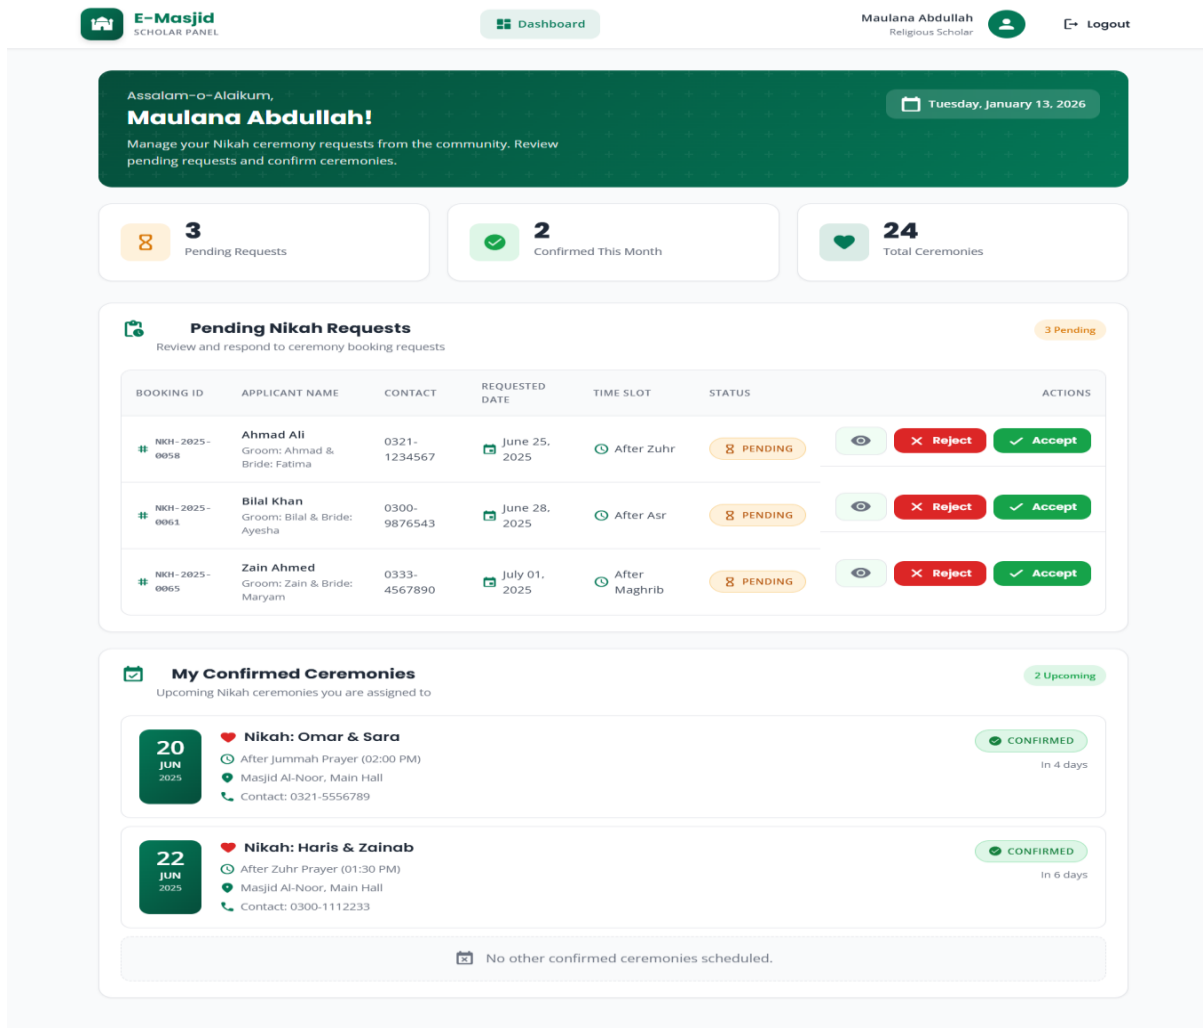 E-Masjid
SCHOLAR PANEL
Dashboard
Maulana Abdullah
Religious Scholar
Logout
Assalam-o-Alaikum,
Maulana Abdullah!
Manage your Nikah ceremony requests from the community. Review
pending requests and confirm ceremonies.
Tuesday, January 13, 2026
3
Pending Requests
2
Confirmed This Month
24
Total Ceremonies
Pending Nikah Requests
Review and respond to ceremony booking requests
3 Pending
BOOKING ID
APPLICANT NAME
CONTACT
REQUESTED
DATE
TIME SLOT
STATUS
ACTIONS
NKH-2025-
0058
Ahmad Ali
Groom: Ahmad &
Bride: Fatima
0321-
1234567
June 25,
2025
After Zuhr
PENDING
Reject
Accept
NKH-2025-
0061
Bilal Khan
Groom: Bilal & Bride:
Ayesha
0300-
9876543
June 28,
2025
After Asr
PENDING
Reject
Accept
NKH-2025-
0065
Zain Ahmed
Groom: Zain & Bride:
Maryam
0333-
4567890
July 01,
2025
After
Maghrib
PENDING
Reject
Accept
My Confirmed Ceremonies
Upcoming Nikah ceremonies you are assigned to
2 Upcoming
20
JUN
2025
Nikah: Omar & Sara
After Jummah Prayer (02:00 PM)
Masjid Al-Noor, Main Hall
Contact: 0321-5556789
CONFIRMED
In 4 days
22
JUN
2025
Nikah: Haris & Zainab
After Zuhr Prayer (01:30 PM)
Masjid Al-Noor, Main Hall
Contact: 0300-1112233
CONFIRMED
In 6 days
No other confirmed ceremonies scheduled.